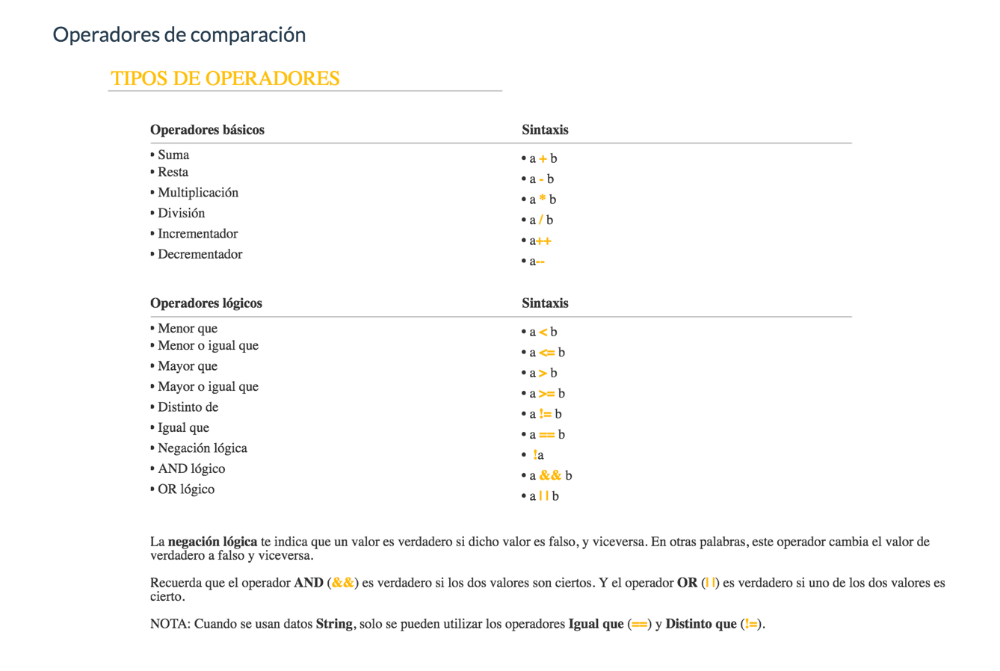 Operadores de comparación
TIPOS DE OPERADORES
Operadores básicos
• Suma
• Resta
• Multiplicación
• División
• Incrementador
• Decrementador
Sintaxis
• a + b
• a - b
• a * b
• a / b
• a++
• a--
Operadores lógicos
• Menor que
• Menor o igual que
• Mayor que
• Mayor o igual que
• Distinto de
• Igual que
• Negación lógica
• AND lógico
• OR lógico
Sintaxis
• a < b
• a <= b
• a > b
• a >= b
• a != b
• a == b
• !a
• a && b
• a || b
La negación lógica te indica que un valor es verdadero si dicho valor es falso, y viceversa. En otras palabras, este operador cambia el valor de
verdadero a falso y viceversa.
Recuerda que el operador AND (&&) es verdadero si los dos valores son ciertos. Y el operador OR (||) es verdadero si uno de los dos valores es
cierto.
NOTA: Cuando se usan datos String, solo se pueden utilizar los operadores Igual que (==) y Distinto que (!=).